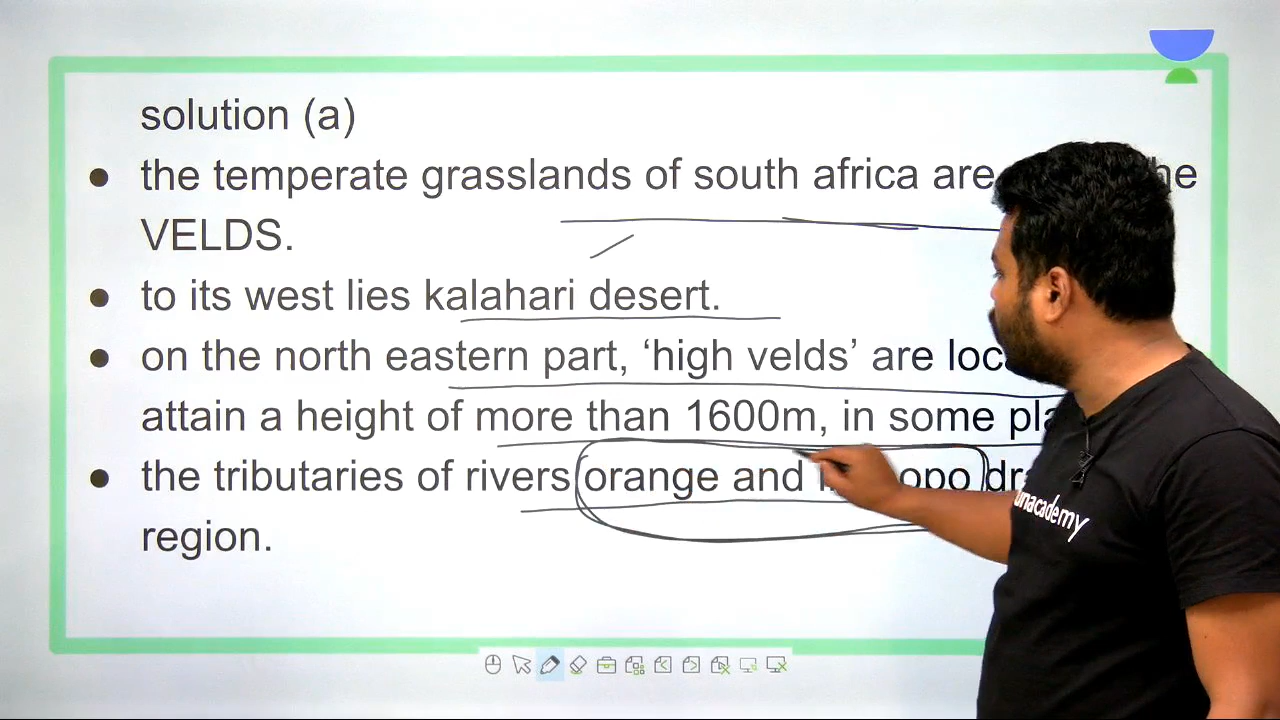 solution (a)
● the temperate grasslands of south africa are he
VELDS.
● to its west lies kalahari desert.
● on the north eastern part, ‘high velds’ are
attain a height of more than 1600m, in some
● the tributaries of rivers orange and
region.
unacademy